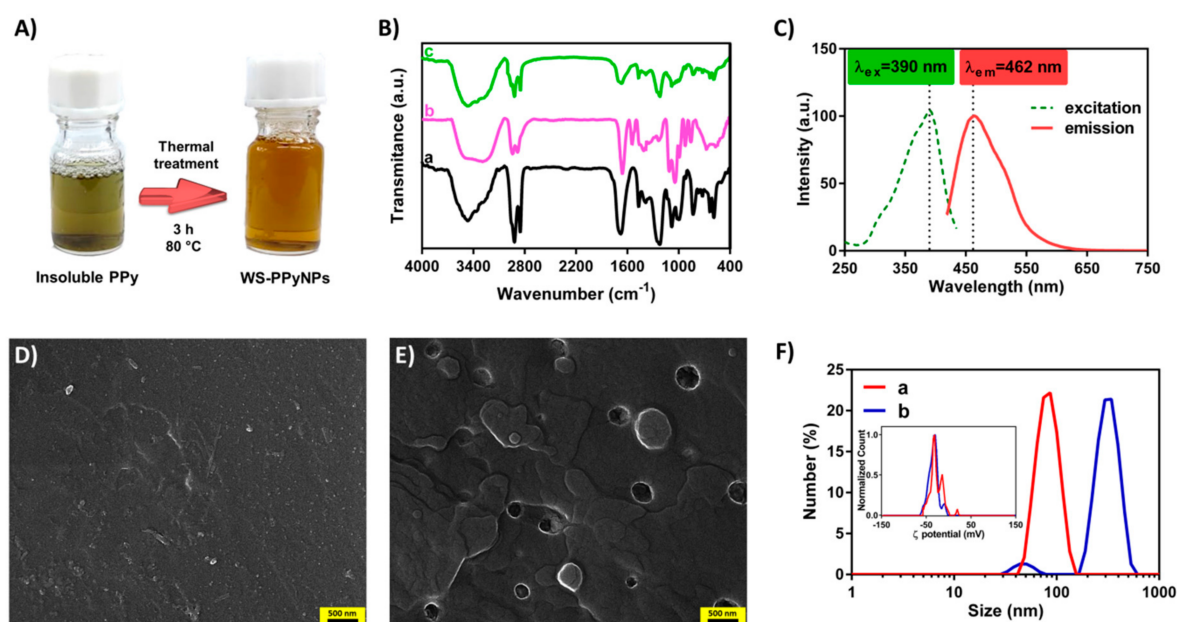 A)
Thermal
treatment
3 h
80 °C
Insoluble PPy
WS-PPyNPs
B)
Transmitance (a.u.)
c
b
a
4000 3400 2800 2200 1600 1000 400
Wavenumber (cm⁻¹)
C)
λex=390 nm
λem=462 nm
excitation
emission
Intensity (a.u.)
150
100
50
0
250 350 450 550 650 750
Wavelength (nm)
D)
500 nm
E)
500 nm
F)
a
b
Number (%)
25
20
15
10
5
0
1 10 100 1000
Size (nm)
Normalized Count
1.0
0.5
0.0
-150 -50 50 150
ζ potential (mV)